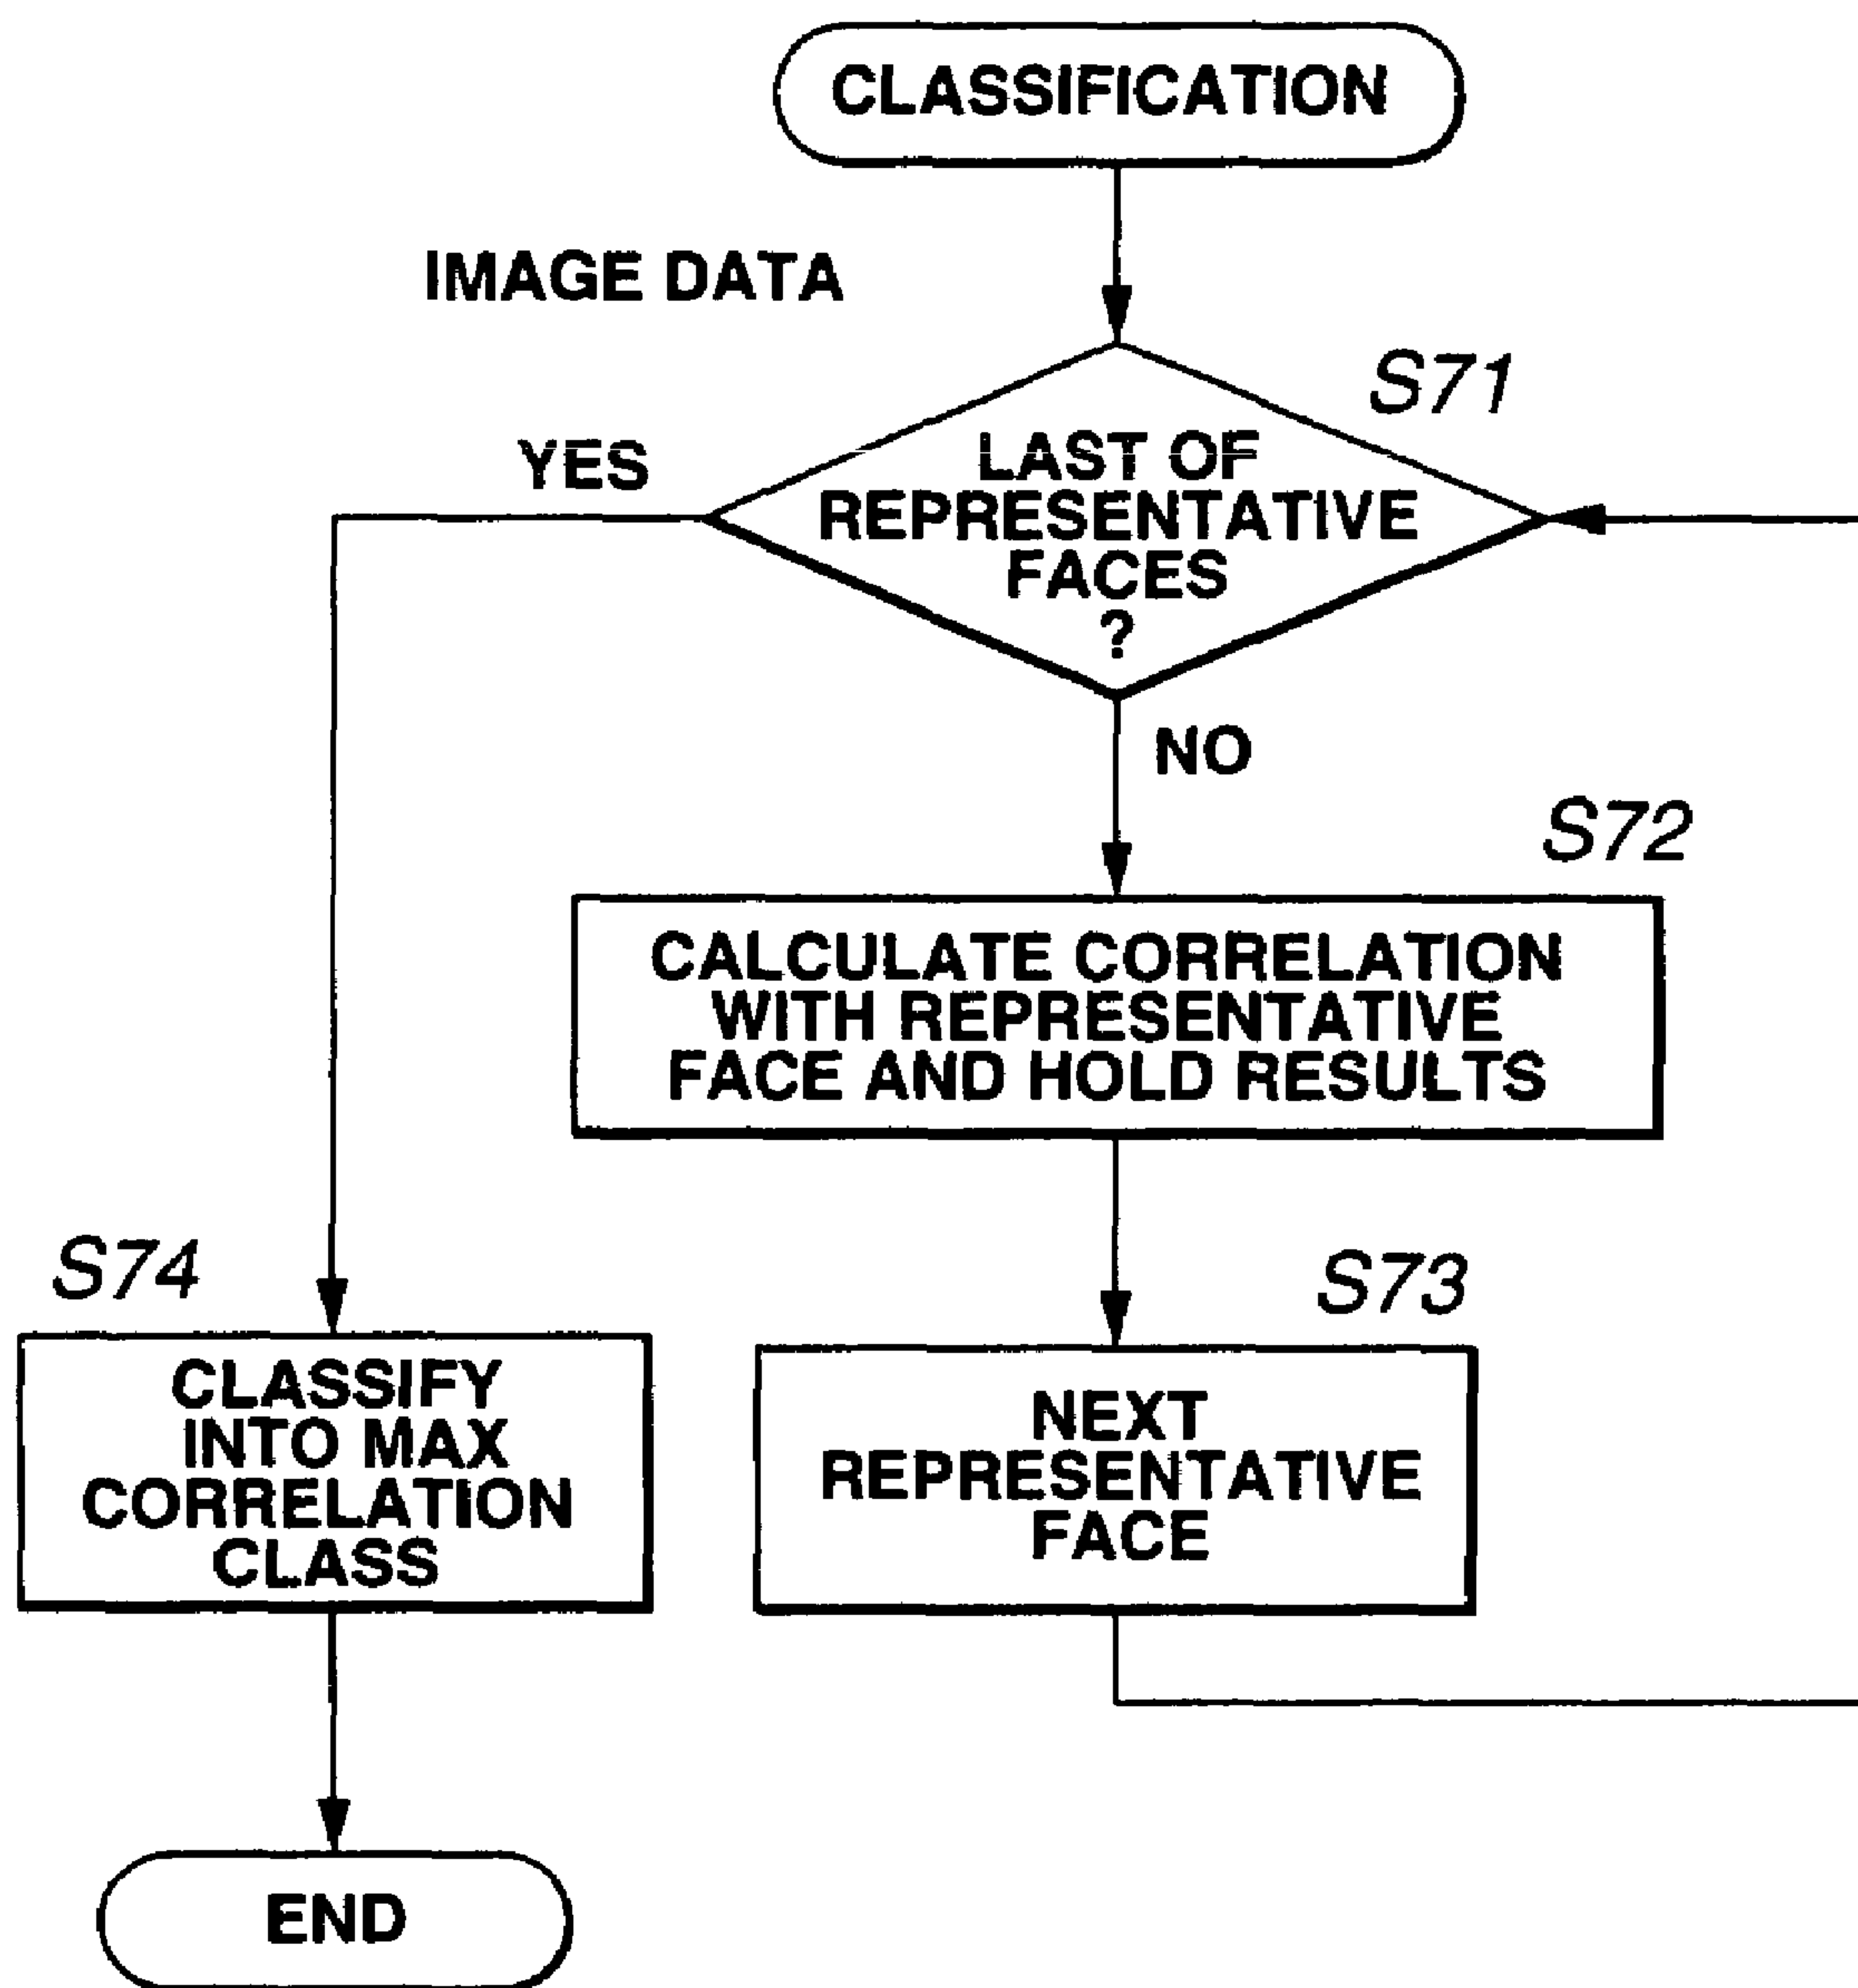 CLASSIFICATION
IMAGE DATA
S71
YES
LAST OF
REPRESENTATIVE
FACES
?
NO
S72
CALCULATE CORRELATION
WITH REPRESENTATIVE
FACE AND HOLD RESULTS
S74
S73
CLASSIFY
INTO MAX
CORRELATION
CLASS
NEXT
REPRESENTATIVE
FACE
END